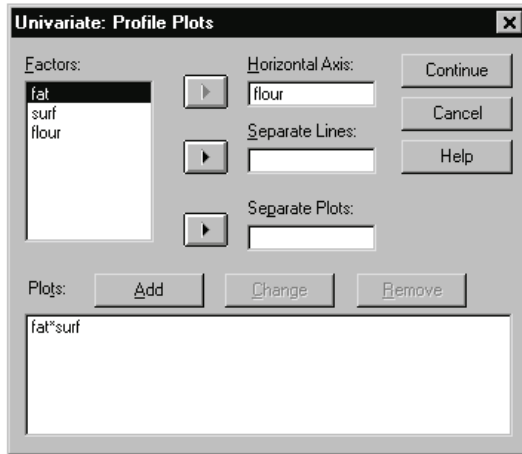 Univariate: Profile Plots
Factors:
fat
surf
flour
Horizontal Axis:
flour
Separate Lines:
Separate Plots:
Continue
Cancel
Help
Plots:
Add
Change
Remove
fat*surf